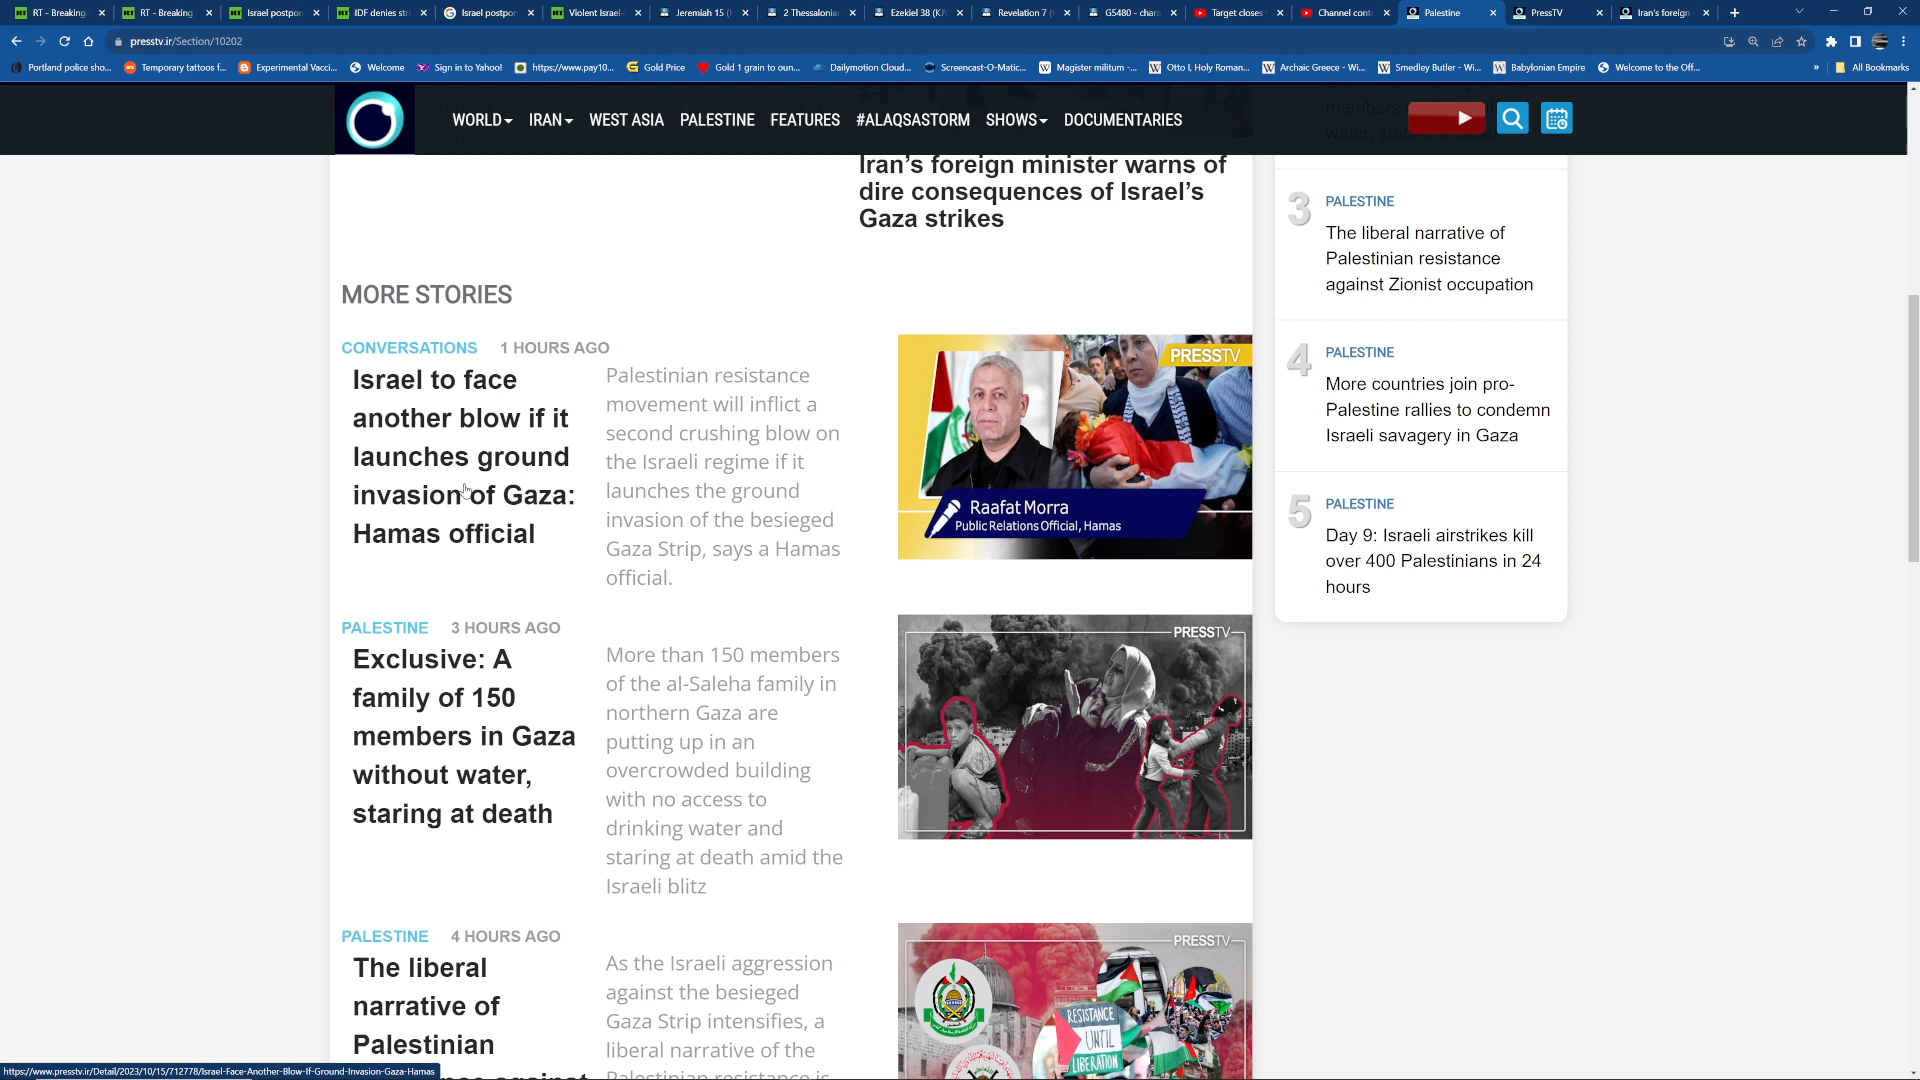 RT - Breaking
RT - Breaking
Israel postpon
IDF denies str
Israel postpon
Violent Israel-
Jeremiah 15 (
2 Thessalonia
Ezekiel 38 (KJ
Revelation 7 (
G5480 - chara
Target closes
Channel cont
Palestine
PressTV
Iran's foreign
presstv.ir/Section/10202
Portland police sho...
Temporary tattoos f...
Experimental Vacci...
Welcome
Sign in to Yahoo!
https://www.pay10...
Gold Price
Gold 1 grain to oun...
Dailymotion Cloud...
Screencast-O-Matic...
Magister militum -...
Otto I, Holy Roman...
Archaic Greece - Wi...
Smedley Butler - Wi...
Babylonian Empire
Welcome to the Off...
»
All Bookmarks
WORLD
IRAN
WEST ASIA
PALESTINE
FEATURES
#ALAQSASTORM
SHOWS
DOCUMENTARIES
Iran's foreign minister warns of
dire consequences of Israel's
Gaza strikes
MORE STORIES
CONVERSATIONS 1 HOURS AGO
Israel to face
another blow if it
launches ground
invasion of Gaza:
Hamas official
Palestinian resistance
movement will inflict a
second crushing blow on
the Israeli regime if it
launches the ground
invasion of the besieged
Gaza Strip, says a Hamas
official.
PRESSTV
Raafat Morra
Public Relations Official, Hamas
PALESTINE 3 HOURS AGO
Exclusive: A
family of 150
members in Gaza
without water,
staring at death
More than 150 members
of the al-Saleha family in
northern Gaza are
putting up in an
overcrowded building
with no access to
drinking water and
staring at death amid the
Israeli blitz
PRESSTV
PALESTINE 4 HOURS AGO
The liberal
narrative of
Palestinian
As the Israeli aggression
against the besieged
Gaza Strip intensifies, a
liberal narrative of the
Palestinian resistance is
PRESSTV
RESISTANCE
UNTIL
LIBERATION
3 PALESTINE
The liberal narrative of
Palestinian resistance
against Zionist occupation
4 PALESTINE
More countries join pro-
Palestine rallies to condemn
Israeli savagery in Gaza
5 PALESTINE
Day 9: Israeli airstrikes kill
over 400 Palestinians in 24
hours
https://www.presstv.ir/Detail/2023/10/15/712778/Israel-Face-Another-Blow-If-Ground-Invasion-Gaza-Hamas